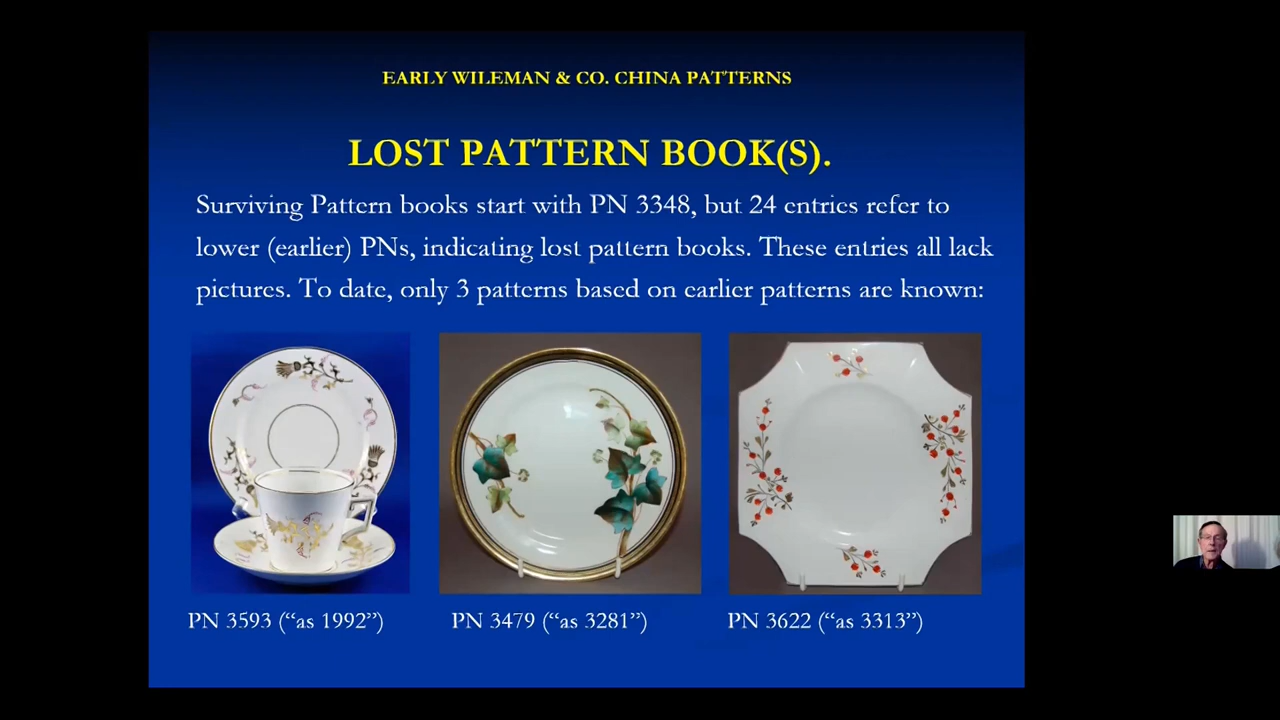 EARLY WILEMAN & CO. CHINA PATTERNS
LOST PATTERN BOOK(S).
Surviving Pattern books start with PN 3348, but 24 entries refer to
lower (earlier) PNs, indicating lost pattern books. These entries all lack
pictures. To date, only 3 patterns based on earlier patterns are known:
PN 3593 (“as 1992”)
PN 3479 (“as 3281”)
PN 3622 (“as 3313”)